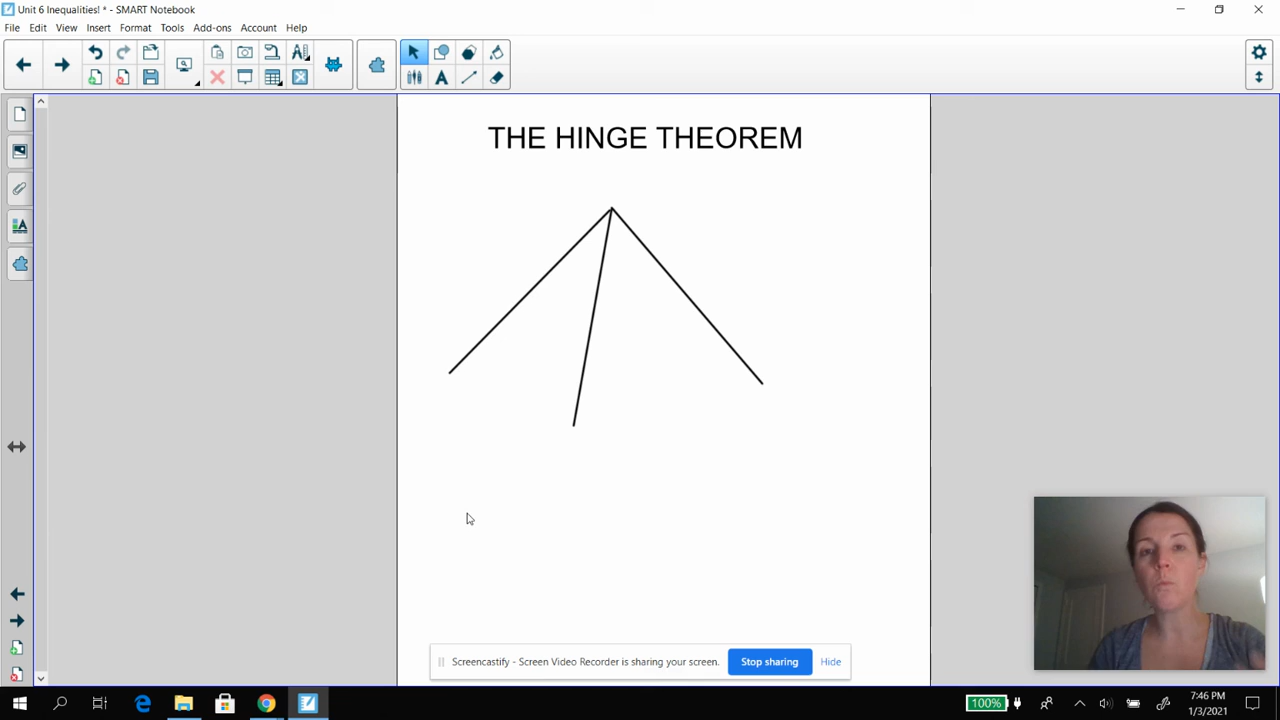 Unit 6 Inequalities! * - SMART Notebook
File Edit View Insert Format Tools Add-ons Account Help
THE HINGE THEOREM
Screencastify - Screen Video Recorder is sharing your screen. Stop sharing Hide
100%
7:46 PM
1/3/2021